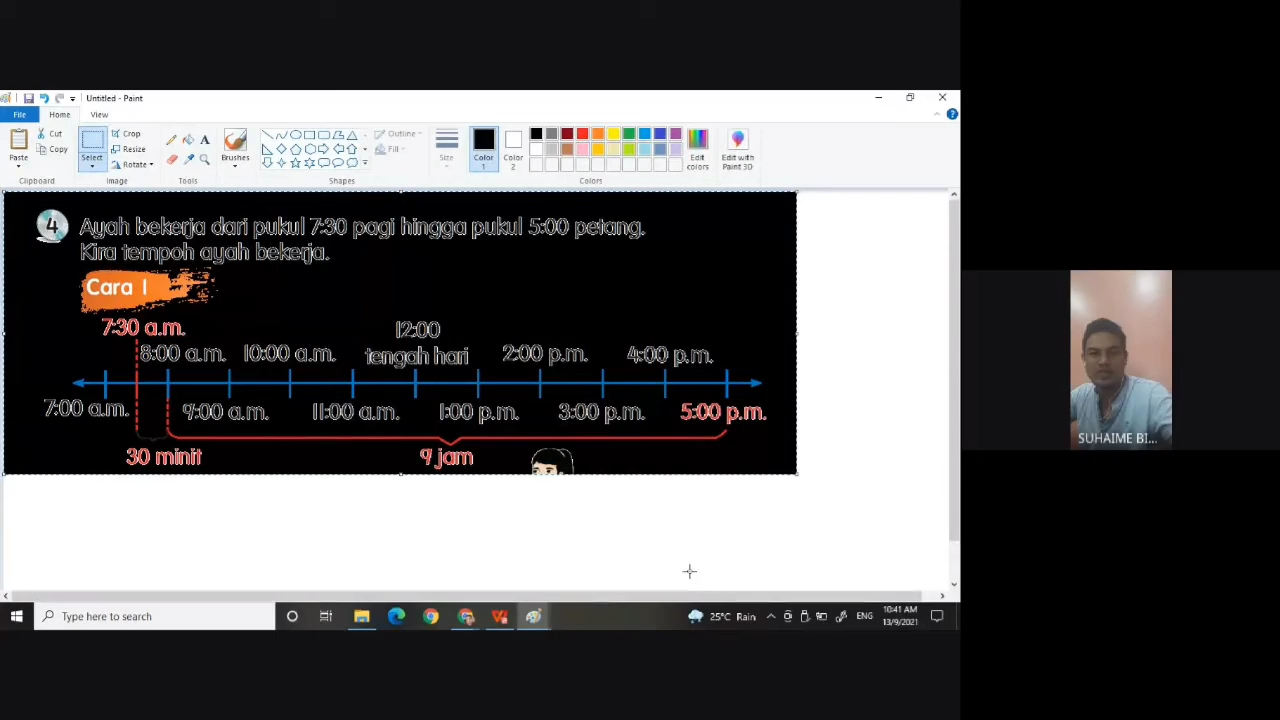 Untitled - Paint
File Home View
Paste
Cut
Copy
Clipboard
Select
Crop
Resize
Rotate
Image
A
Tools
Brushes
Outline
Fill
Shapes
Size
Color 1
Color 2
Colors
Edit colors
Edit with Paint 3D
4 Ayah bekerja dari pukul 7:30 pagi hingga pukul 5:00 petang.
Kira tempoh ayah bekerja.
Cara 1
7:30 a.m.
8:00 a.m. 10:00 a.m. 12:00 tengah hari 2:00 p.m. 4:00 p.m.
7:00 a.m. 9:00 a.m. 11:00 a.m. 1:00 p.m. 3:00 p.m. 5:00 p.m.
30 minit 9 jam
SUHAIME BI...
Type here to search
25°C Rain
ENG
10:41 AM
13/9/2021